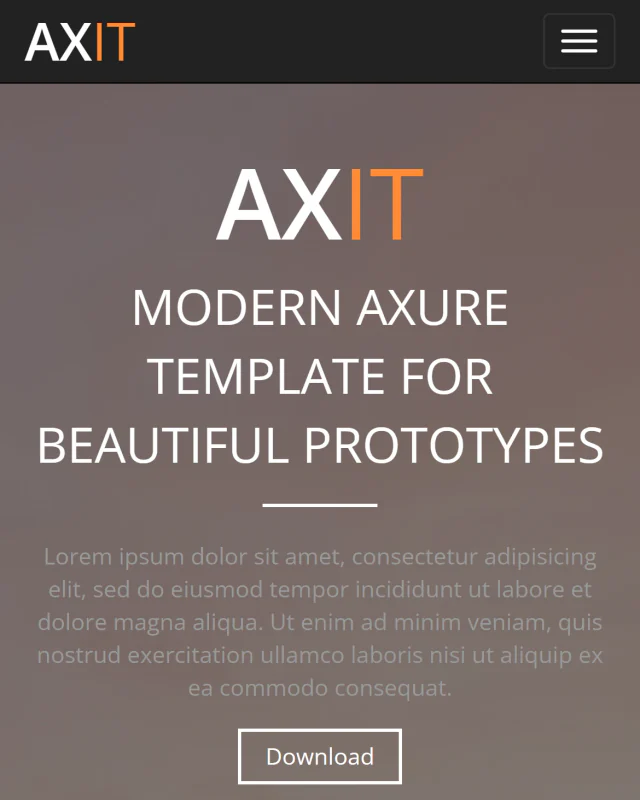 AXIT
AXIT
MODERN AXURE
TEMPLATE FOR
BEAUTIFUL PROTOTYPES
Lorem ipsum dolor sit amet, consectetur adipisicing
elit, sed do eiusmod tempor incididunt ut labore et
dolore magna aliqua. Ut enim ad minim veniam, quis
nostrud exercitation ullamco laboris nisi ut aliquip ex
ea commodo consequat.
Download